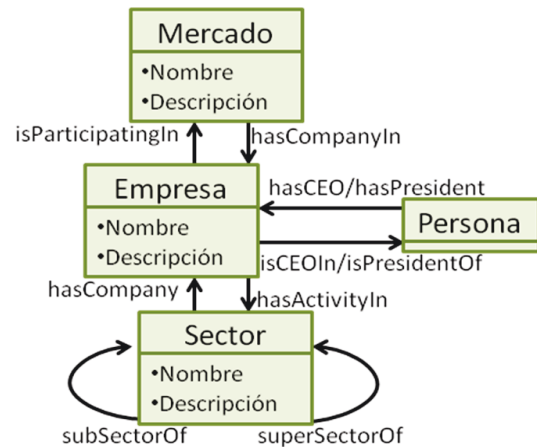 Mercado
•Nombre
•Descripción
isParticipatingIn
hasCompanyIn
Empresa
•Nombre
•Descripción
hasCEO/hasPresident
Persona
isCEOIn/isPresidentOf
hasCompany
hasActivityIn
Sector
•Nombre
•Descripción
subSectorOf
superSectorOf